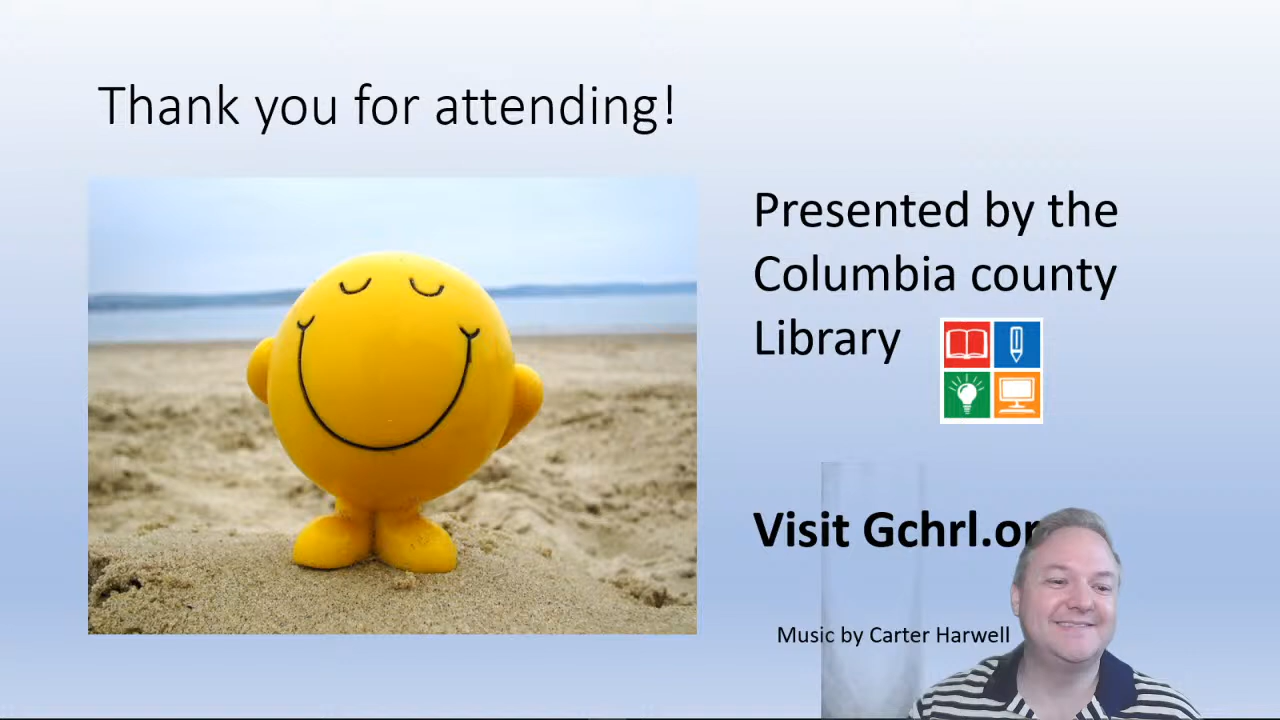 Thank you for attending!
Presented by the
Columbia county
Library
Visit Gchrl.or
Music by Carter Harwell